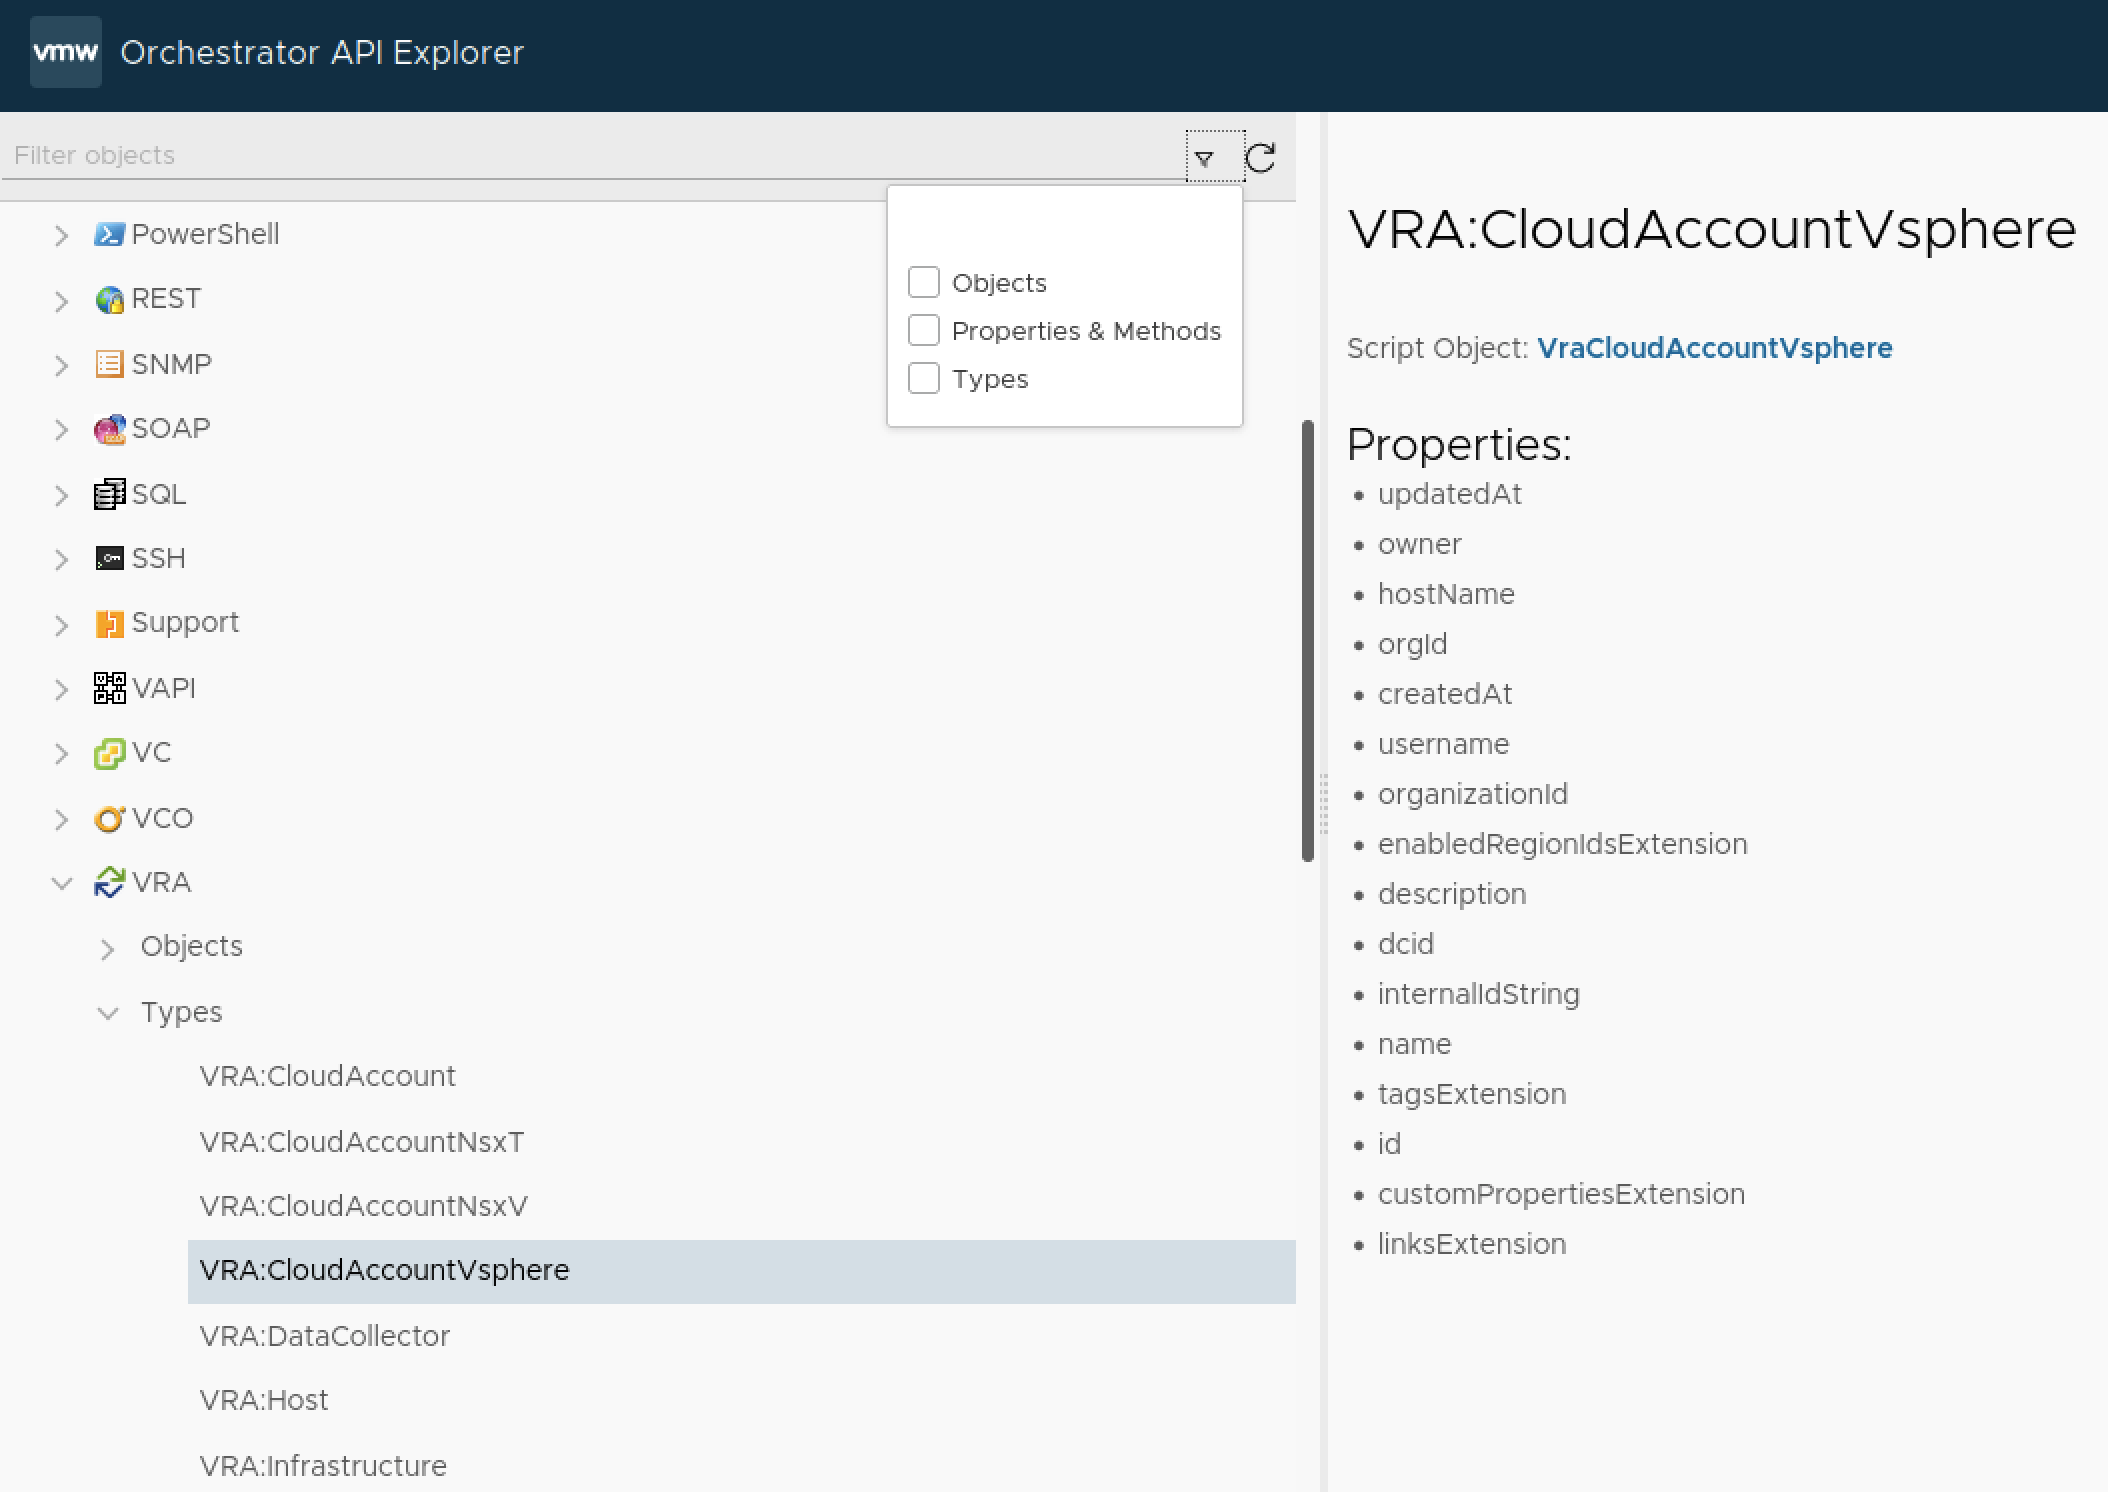 vmw Orchestrator API Explorer
Filter objects
PowerShell
REST
SNMP
SOAP
SQL
SSH
Support
VAPI
VC
VCO
VRA
Objects
Types
VRA:CloudAccount
VRA:CloudAccountNsxT
VRA:CloudAccountNsxV
VRA:CloudAccountVsphere
VRA:DataCollector
VRA:Host
VRA:Infrastructure
Objects
Properties & Methods
Types
VRA:CloudAccountVsphere
Script Object: VraCloudAccountVsphere
Properties:
• updatedAt
• owner
• hostName
• orgId
• createdAt
• username
• organizationId
• enabledRegionIdsExtension
• description
• dcid
• internalIdString
• name
• tagsExtension
• id
• customPropertiesExtension
• linksExtension